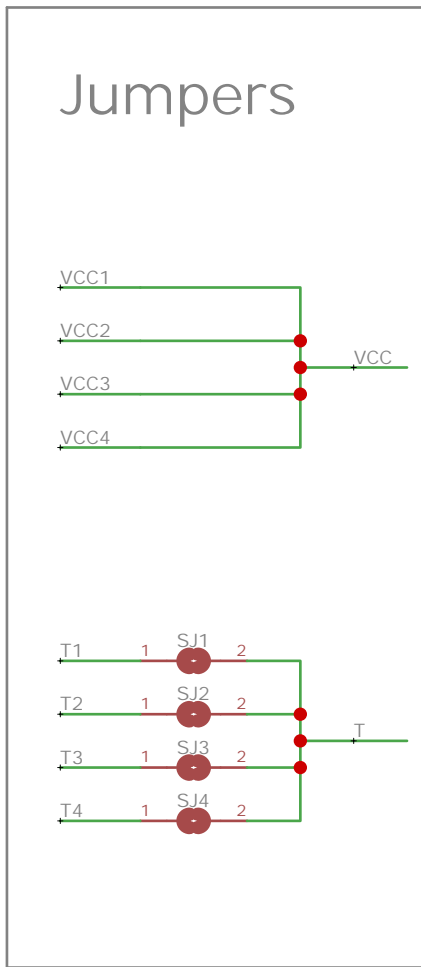 Jumpers
VCC1
VCC2
VCC
VCC3
VCC4
T1 1 SJ1 2
T2 1 SJ2 2
T
T3 1 SJ3 2
T4 1 SJ4 2